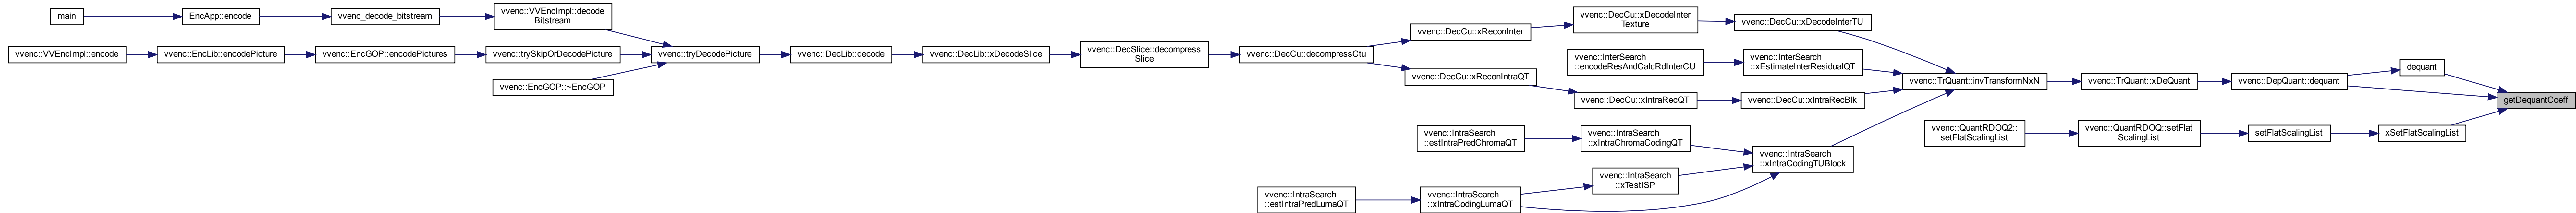 main
EncApp::encode
vvenc_decode_bitstream
vvenc::VVEncImpl::decode
Bitstream
vvenc::VVEncImpl::encode
vvenc::EncLib::encodePicture
vvenc::EncGOP::encodePictures
vvenc::trySkipOrDecodePicture
vvenc::EncGOP::~EncGOP
vvenc::tryDecodePicture
vvenc::DecLib::decode
vvenc::DecLib::xDecodeSlice
vvenc::DecSlice::decompress
Slice
vvenc::DecCu::decompressCtu
vvenc::DecCu::xReconInter
vvenc::DecCu::xReconIntraQT
vvenc::DecCu::xDecodeInter
Texture
vvenc::DecCu::xDecodeInterTU
vvenc::InterSearch
::encodeResAndCalcRdInterCU
vvenc::InterSearch
::xEstimateInterResidualQT
vvenc::DecCu::xIntraRecQT
vvenc::DecCu::xIntraRecBlk
vvenc::IntraSearch
::estIntraPredChromaQT
vvenc::IntraSearch
::xIntraChromaCodingQT
vvenc::IntraSearch
::xIntraCodingTUBlock
vvenc::IntraSearch
::xTestISP
vvenc::IntraSearch
::estIntraPredLumaQT
vvenc::IntraSearch
::xIntraCodingLumaQT
vvenc::TrQuant::invTransformNxN
vvenc::TrQuant::xDeQuant
vvenc::DepQuant::dequant
dequant
getDequantCoeff
vvenc::QuantRDOQ2::
setFlatScalingList
vvenc::QuantRDOQ::setFlat
ScalingList
setFlatScalingList
xSetFlatScalingList